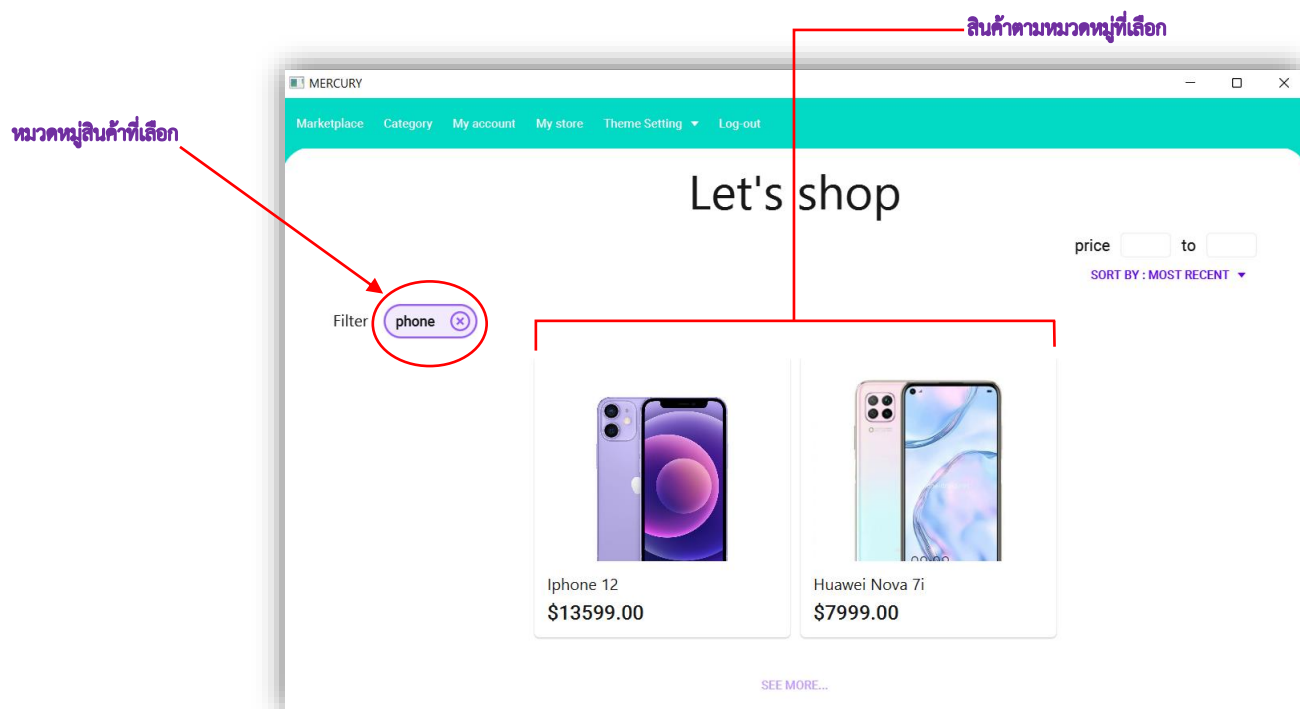 สินค้าตามหมวดหมู่ที่เลือก
MERCURY
หมวดหมู่สินค้าที่เลือก
Marketplace Category My account My store Theme Setting Log-out
Let's shop
price to
SORT BY : MOST RECENT
Filter phone
Iphone 12
$13599.00
Huawei Nova 7i
$7999.00
SEE MORE...